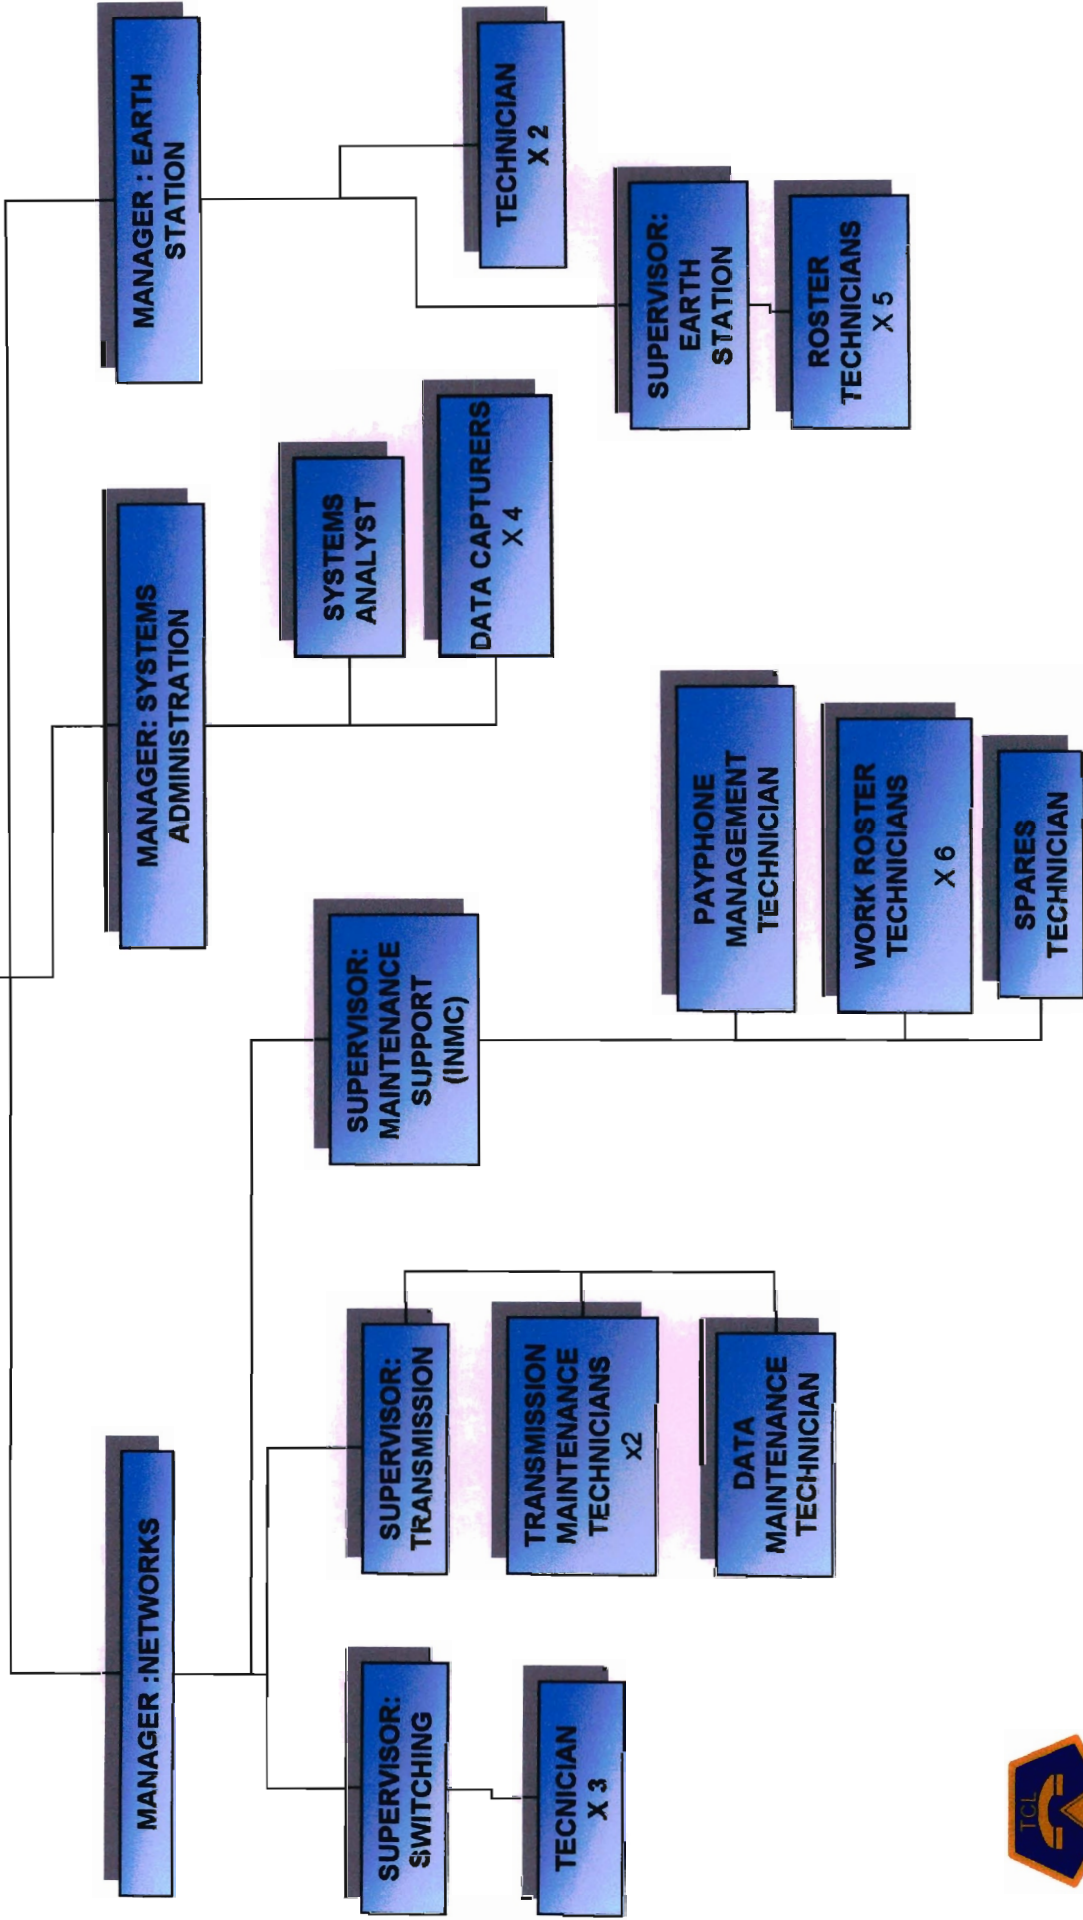 MANAGER :NETWORKS
MANAGER: SYSTEMS
ADMINISTRATION
MANAGER : EARTH
STATION
SUPERVISOR:
SWITCHING
TECNICIAN
X 3
SUPERVISOR:
TRANSMISSION
TRANSMISSION
MAINTENANCE
TECHNICIANS
x2
DATA
MAINTENANCE
TECHNICIAN
SUPERVISOR:
MAINTENANCE
SUPPORT
(INMC)
PAYPHONE
MANAGEMENT
TECHNICIAN
WORK ROSTER
TECHNICIANS
X 6
SPARES
TECHNICIAN
SYSTEMS
ANALYST
DATA CAPTURERS
X 4
TECHNICIAN
X 2
SUPERVISOR:
EARTH
STATION
ROSTER
TECHNICIANS
X 5
TCL